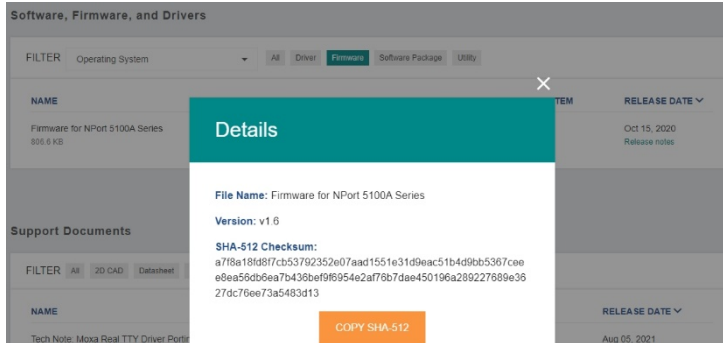 Software, Firmware, and Drivers
FILTER Operating System All Driver Firmware Software Package Utility
NAME TEM RELEASE DATE
Firmware for NPort 5100A Series Oct 15, 2020
806.6 KB Release notes
Details
File Name: Firmware for NPort 5100A Series
Version: v1.6
SHA-512 Checksum:
a7f8a18fd8f7cb53792352e07aad1551e31d9eac51b4d9bb5367cee
e8ea56db6ea7b436bef9f6954e2af76b7dae450196a289227689e36
27dc76ee73a5483d13
COPY SHA-512
Support Documents
FILTER All 2D CAD Datasheet
NAME RELEASE DATE
Tech Note: Moxa Real TTY Driver Portin Aug 05, 2021